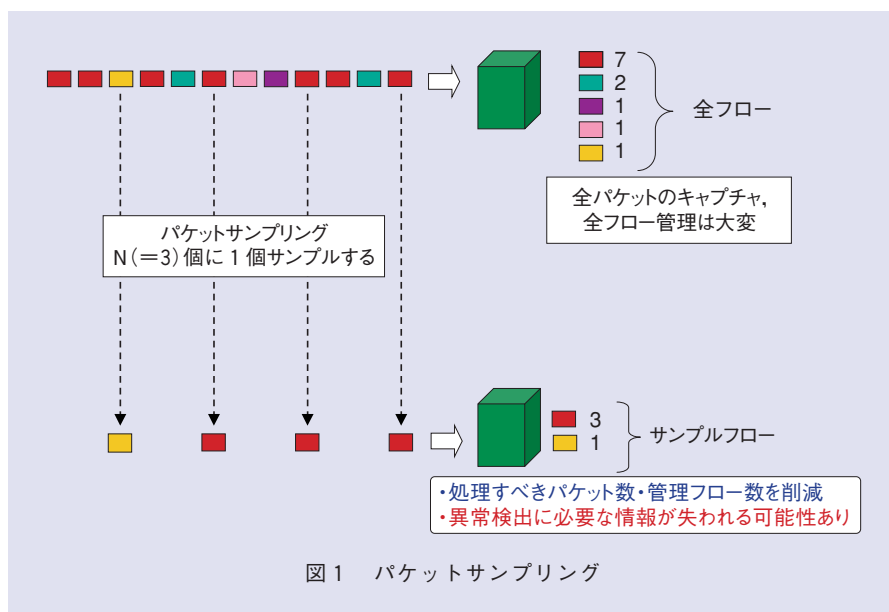 7
2
1
1
1
全フロー
全パケットのキャプチャ,
全フロー管理は大変
パケットサンプリング
N(=3)個に1個サンプルする
3
1
サンプルフロー
・処理すべきパケット数・管理フロー数を削減
・異常検出に必要な情報が失われる可能性あり
図1 パケットサンプリング